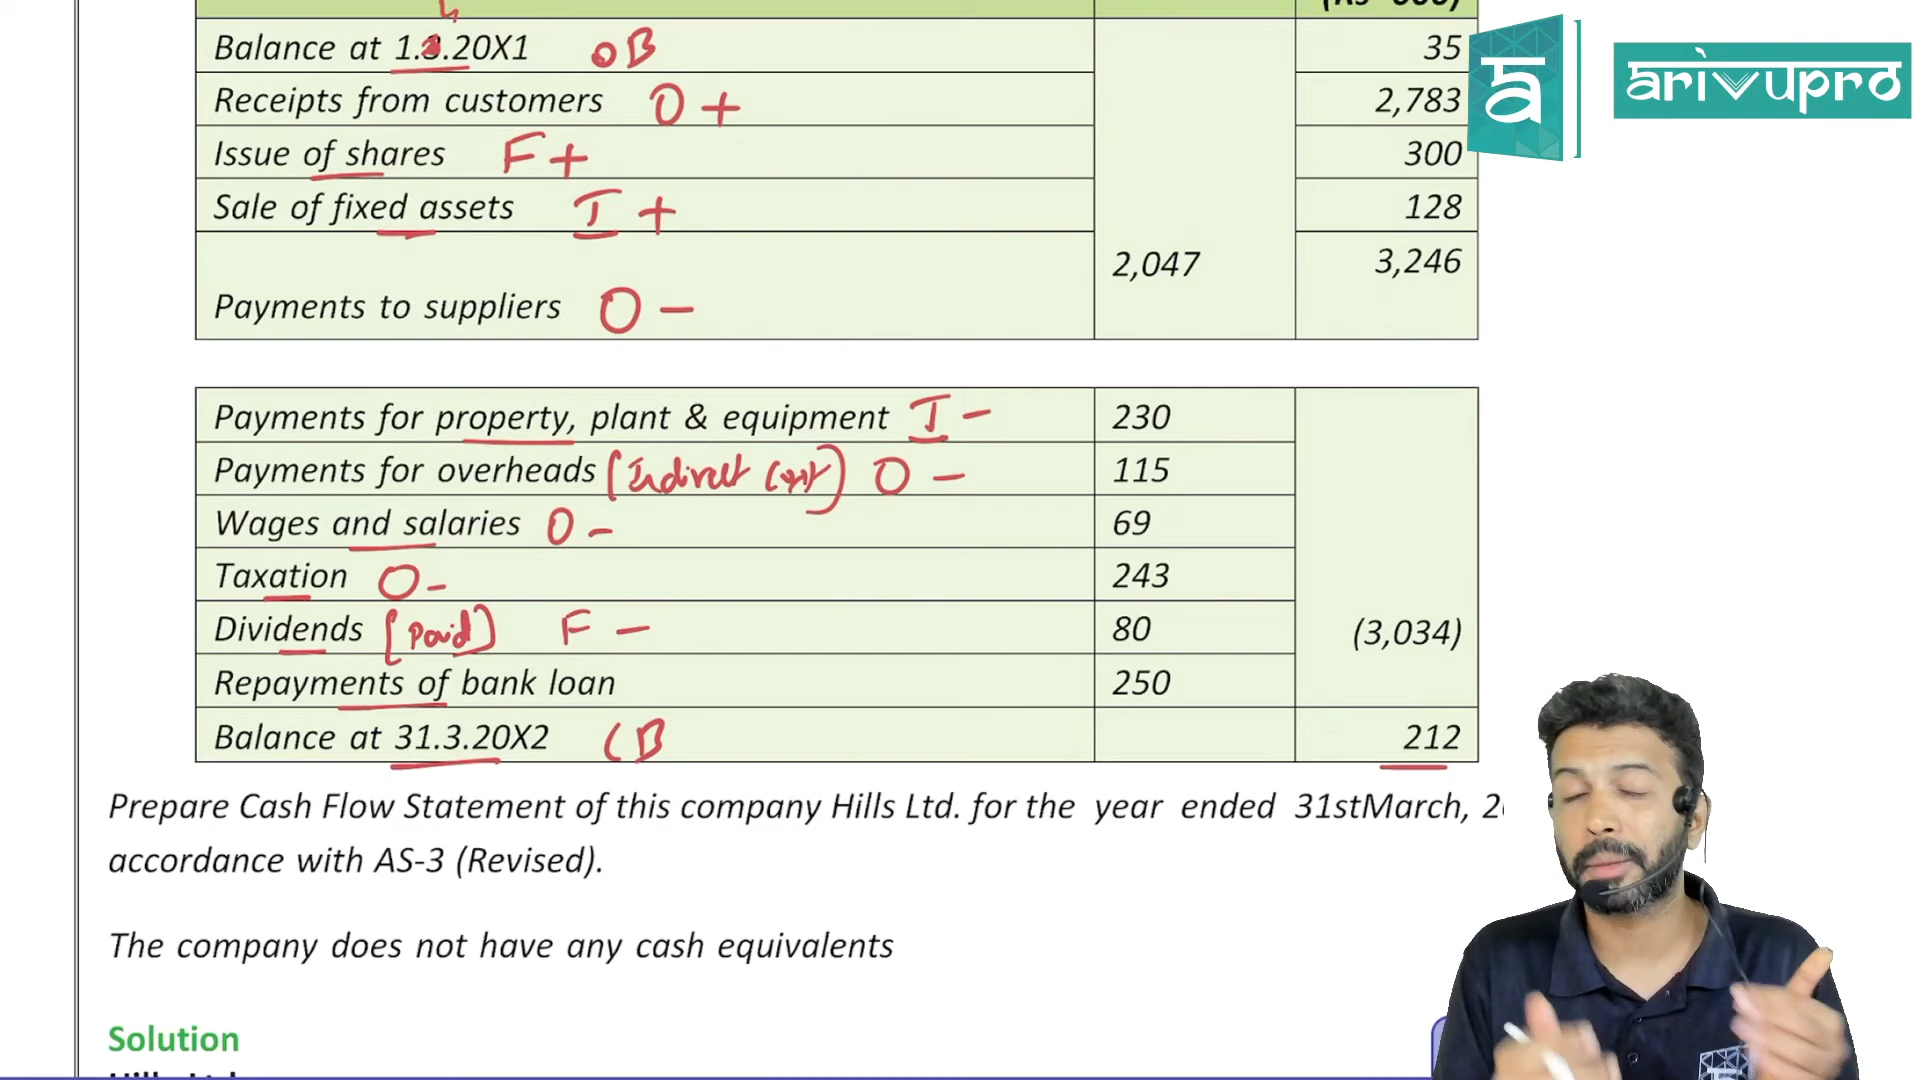 (Rs '000)
Balance at 1.3.20X1 OB 35
Receipts from customers O + 2,783
Issue of shares F + 300
Sale of fixed assets I + 128
2,047 3,246
Payments to suppliers O -
arivupro
Payments for property, plant & equipment I - 230
Payments for overheads (Indirect Cost) O - 115
Wages and salaries O - 69
Taxation O - 243
Dividends [Paid] F - 80 (3,034)
Repayments of bank loan 250
Balance at 31.3.20X2 CB 212
Prepare Cash Flow Statement of this company Hills Ltd. for the year ended 31stMarch, 2
accordance with AS-3 (Revised).
The company does not have any cash equivalents
Solution